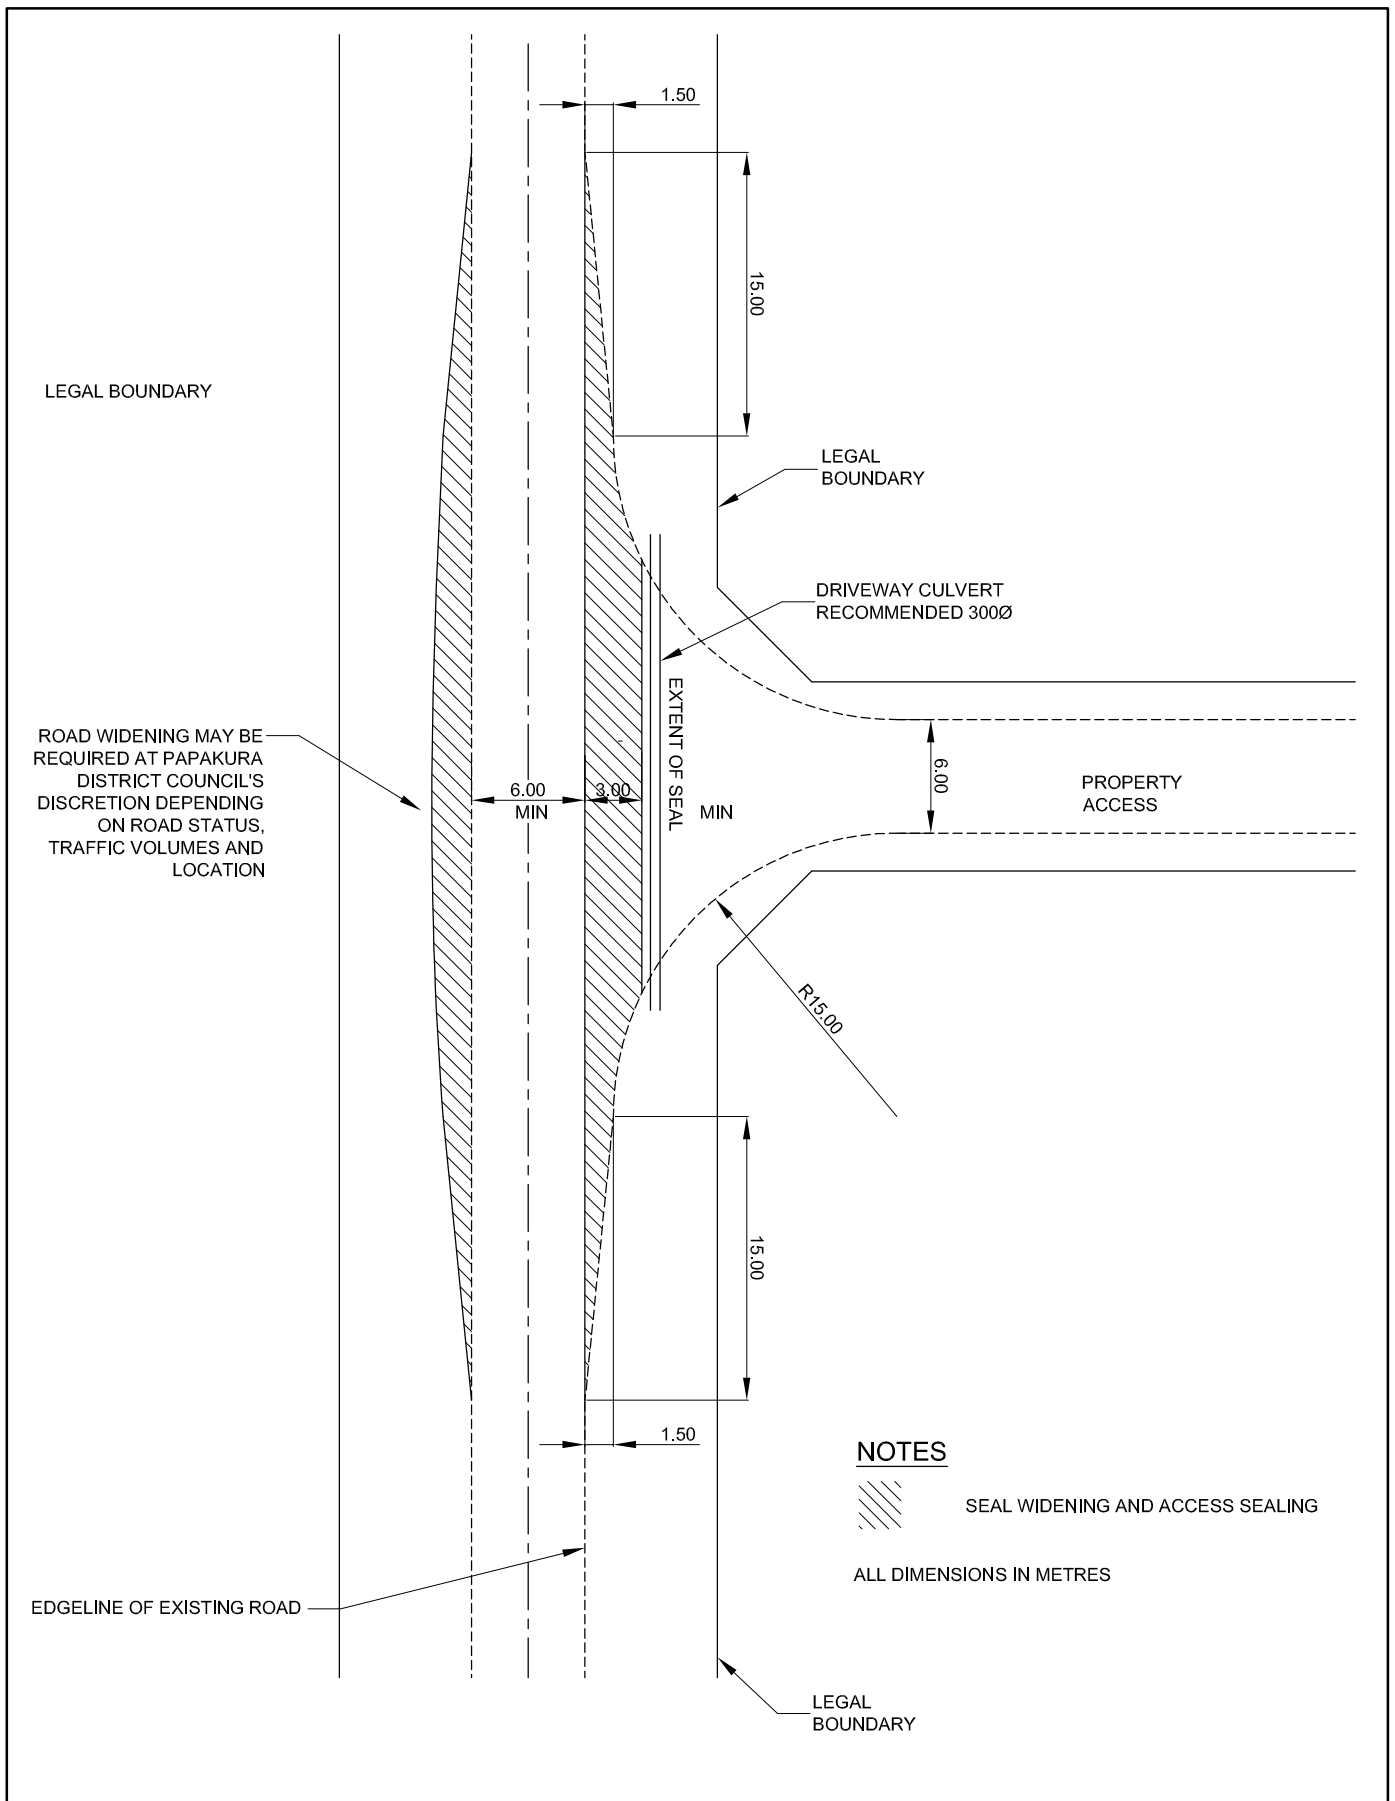 1.50
15.00
LEGAL BOUNDARY
LEGAL
BOUNDARY
DRIVEWAY CULVERT
RECOMMENDED 300Ø
EXTENT OF SEAL
ROAD WIDENING MAY BE
REQUIRED AT PAPAKURA
DISTRICT COUNCIL'S
DISCRETION DEPENDING
ON ROAD STATUS,
TRAFFIC VOLUMES AND
LOCATION
6.00
MIN
3.00
MIN
6.00
PROPERTY
ACCESS
R15.00
15.00
1.50
NOTES
SEAL WIDENING AND ACCESS SEALING
ALL DIMENSIONS IN METRES
EDGELINE OF EXISTING ROAD
LEGAL
BOUNDARY